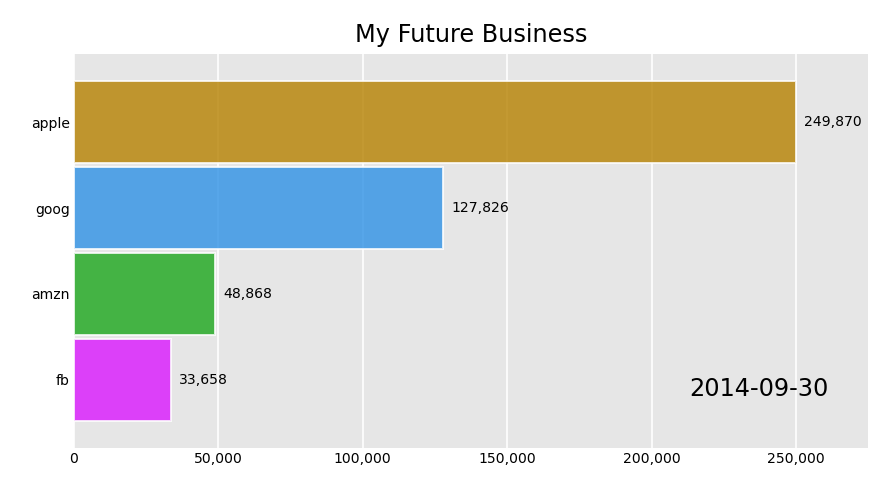 My Future Business
apple 249,870
goog 127,826
amzn 48,868
fb 33,658
2014-09-30
0 50,000 100,000 150,000 200,000 250,000